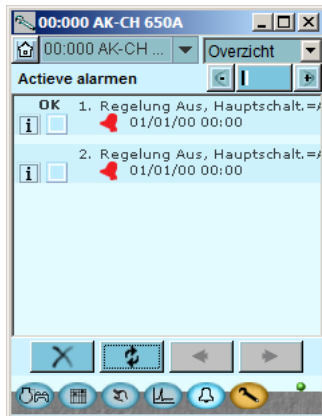 00:000 AK-CH 650A
00:000 AK-CH ...
Overzicht
Actieve alarmen
OK
1. Regelung Aus, Hauptschalt.=
01/01/00 00:00
2. Regelung Aus, Hauptschalt.=
01/01/00 00:00